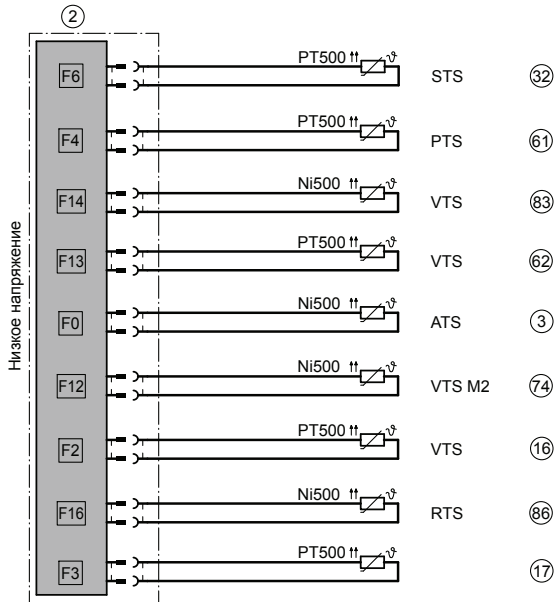 2
F6 PT500 ϑ STS 32
F4 PT500 ϑ PTS 61
F14 Ni500 ϑ VTS 83
F13 PT500 ϑ VTS 62
F0 Ni500 ϑ ATS 3
F12 Ni500 ϑ VTS M2 74
F2 PT500 ϑ VTS 16
F16 Ni500 ϑ RTS 86
F3 PT500 ϑ 17
Низкое напряжение